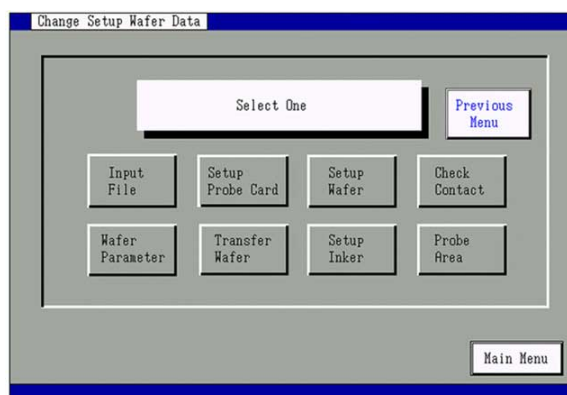 Change Setup Wafer Data
Select One
Previous
Menu
Input
File
Setup
Probe Card
Setup
Wafer
Check
Contact
Wafer
Parameter
Transfer
Wafer
Setup
Inker
Probe
Area
Main Menu